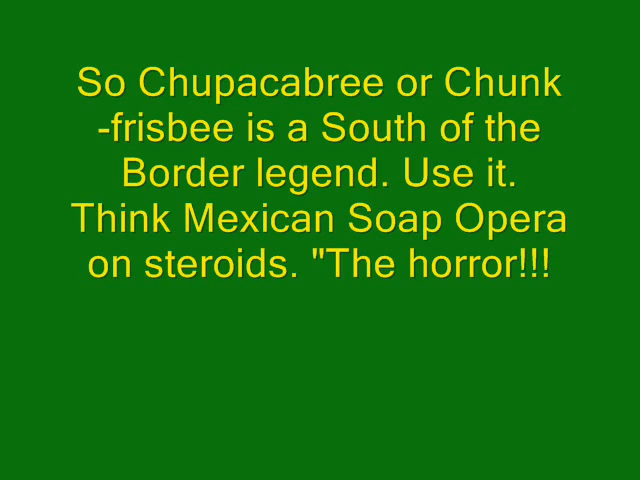 So Chupacabree or Chunk
-frisbee is a South of the
Border legend. Use it.
Think Mexican Soap Opera
on steroids. "The horror!!!